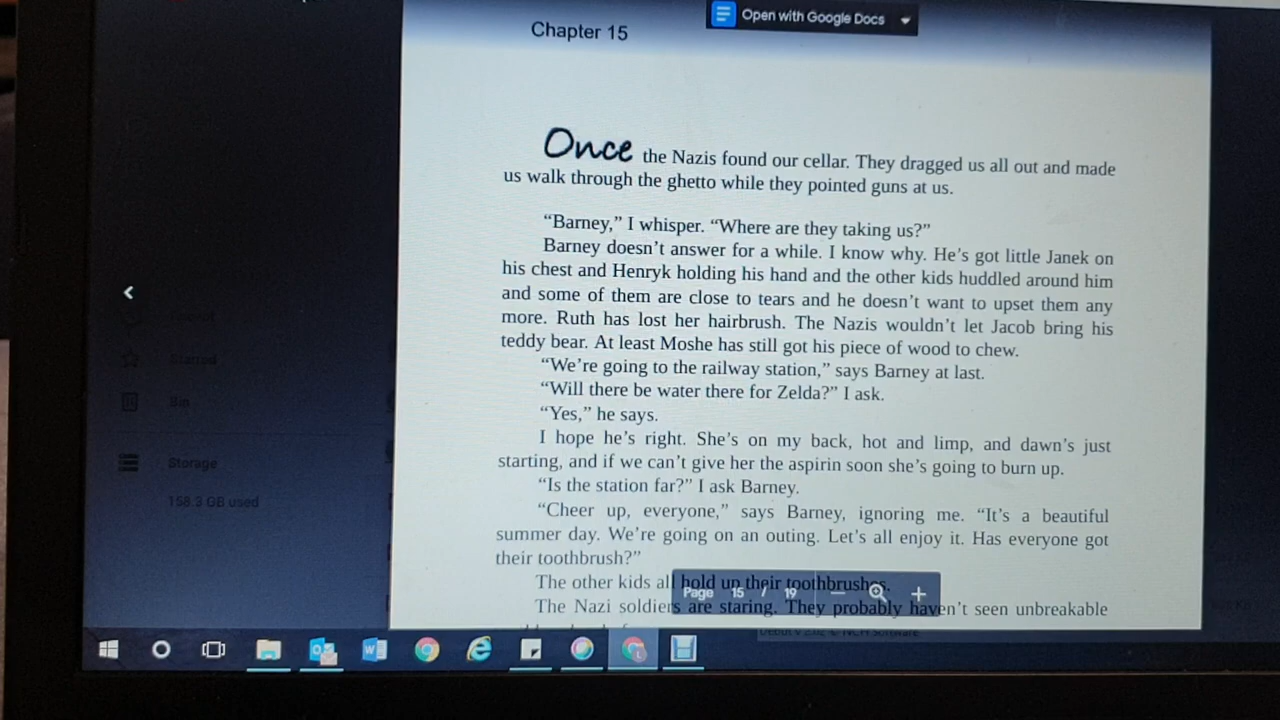 Open with Google Docs
Chapter 15
Once the Nazis found our cellar. They dragged us all out and made
us walk through the ghetto while they pointed guns at us.
“Barney,” I whisper. “Where are they taking us?”
Barney doesn’t answer for a while. I know why. He’s got little Janek on
his chest and Henryk holding his hand and the other kids huddled around him
and some of them are close to tears and he doesn’t want to upset them any
more. Ruth has lost her hairbrush. The Nazis wouldn’t let Jacob bring his
teddy bear. At least Moshe has still got his piece of wood to chew.
“We’re going to the railway station,” says Barney at last.
“Will there be water there for Zelda?” I ask.
“Yes,” he says.
I hope he’s right. She’s on my back, hot and limp, and dawn’s just
starting, and if we can’t give her the aspirin soon she’s going to burn up.
“Is the station far?” I ask Barney.
“Cheer up, everyone,” says Barney, ignoring me. “It’s a beautiful
summer day. We’re going on an outing. Let’s all enjoy it. Has everyone got
their toothbrush?”
The other kids all hold up their toothbrushes.
Page 15 / 19
The Nazi soldiers are staring. They probably haven’t seen unbreakable
Starred
Bin
Storage
158.3 GB used